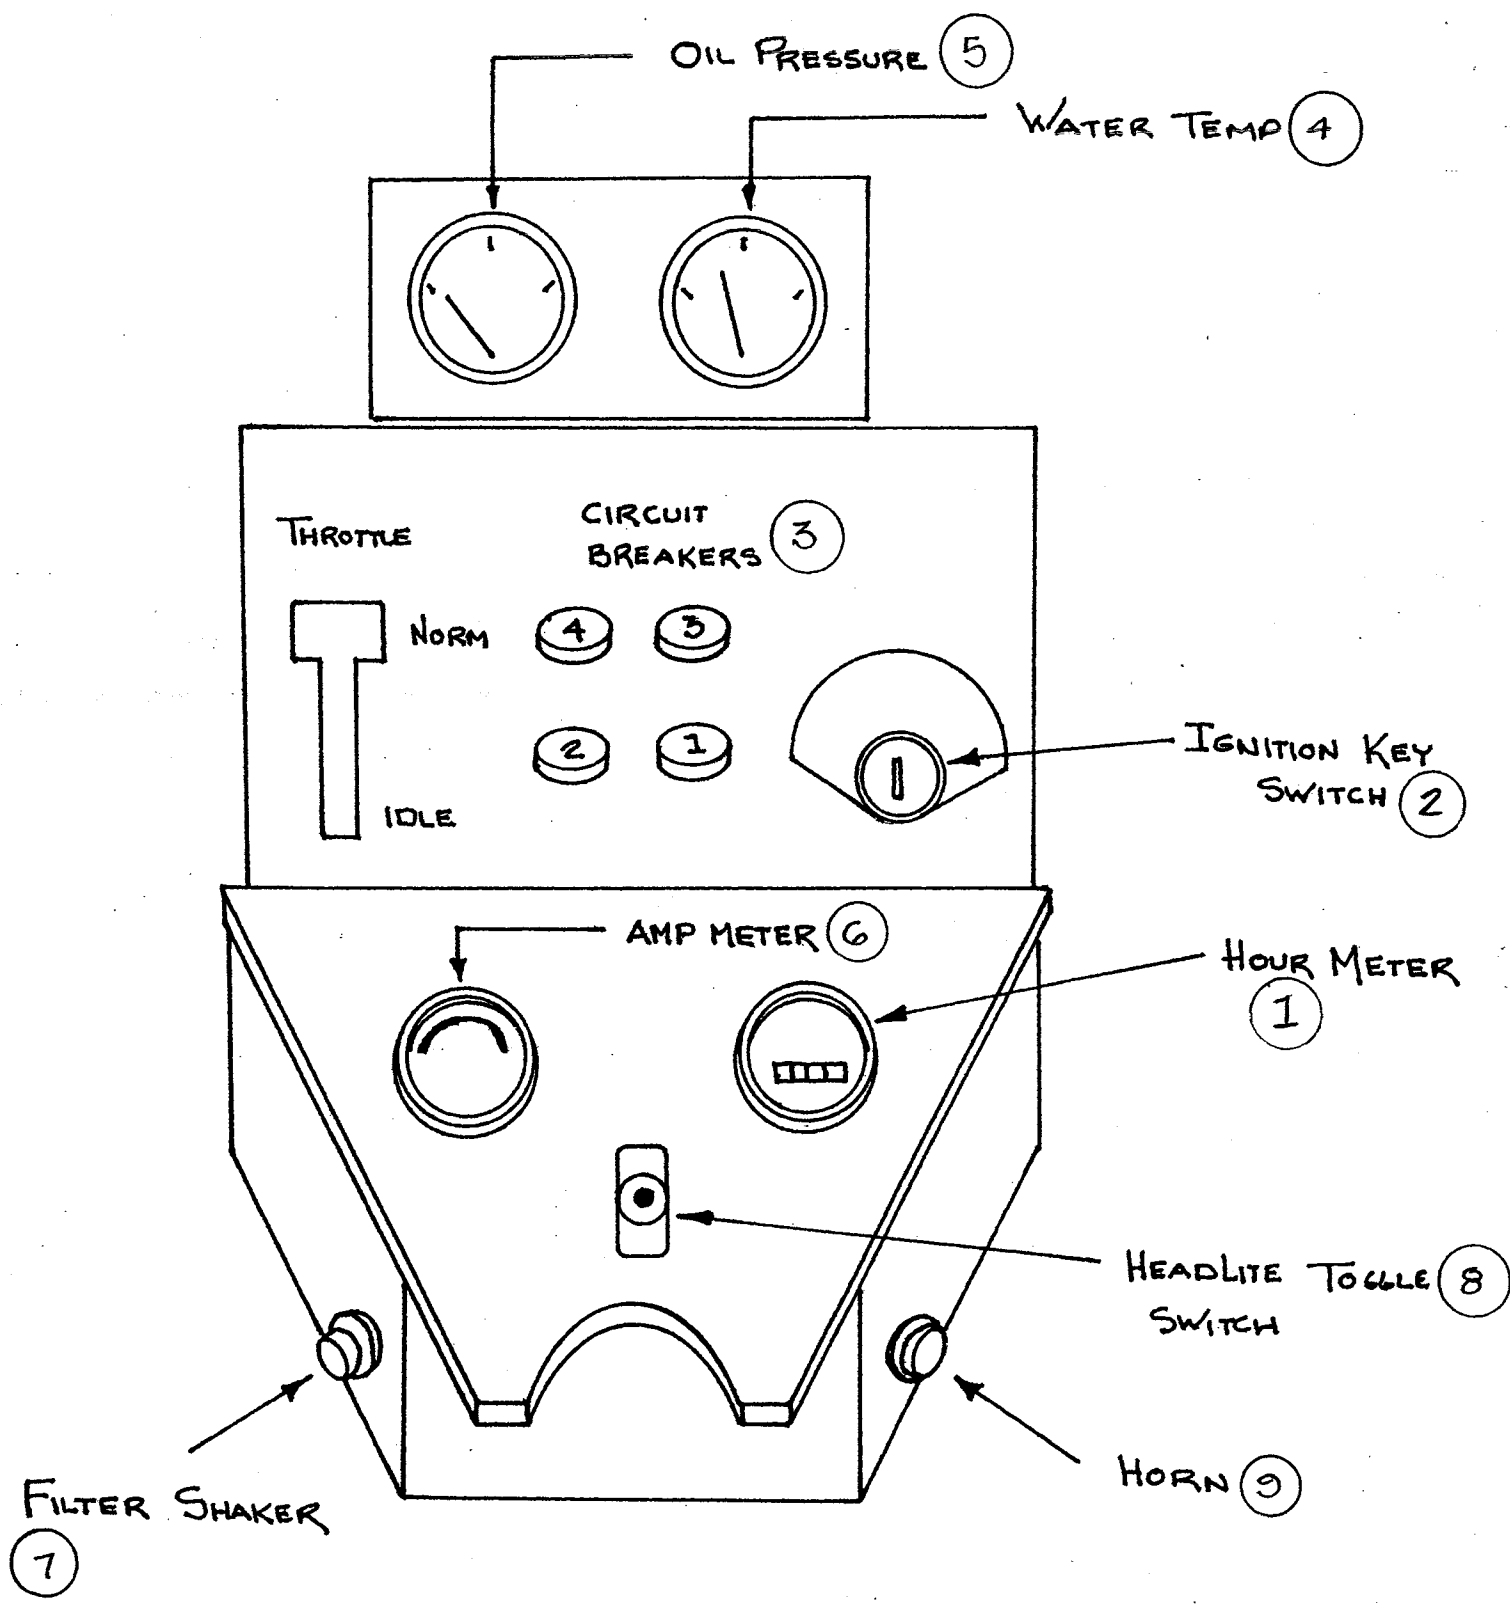 OIL PRESSURE 5
WATER TEMP 4
THROTTLE
CIRCUIT
BREAKERS 3
NORM
4 3
2 1
IDLE
IGNITION KEY
SWITCH 2
AMP METER 6
HOUR METER
1
HEADLITE TOGGLE 8
SWITCH
HORN 9
FILTER SHAKER
7